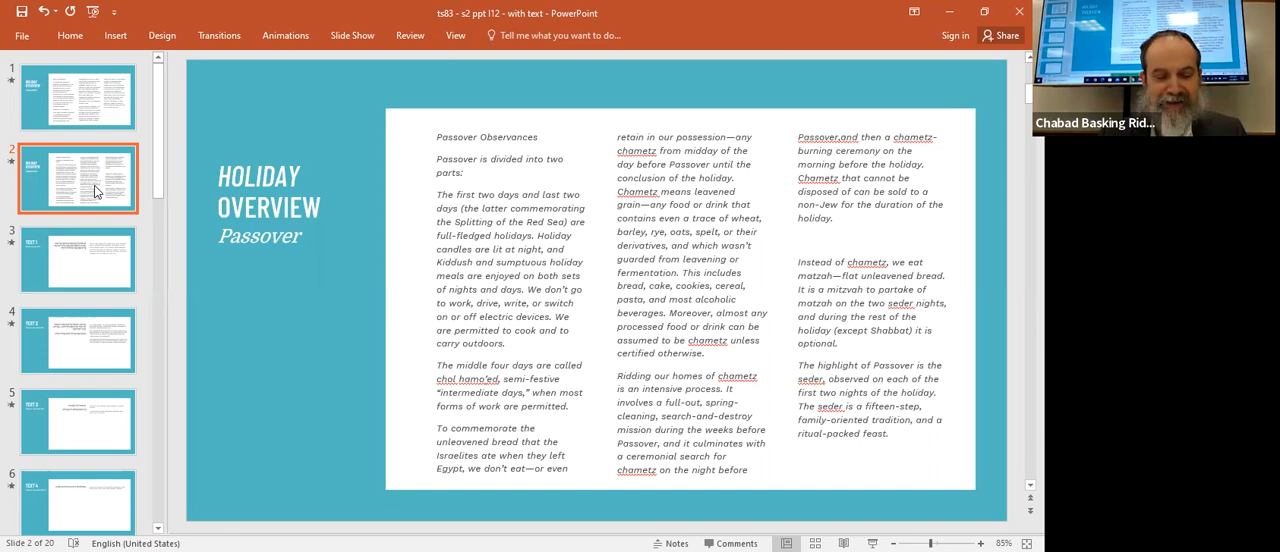 ts83 - s2 ppt l12 - with text - PowerPoint
File Home Insert Design Transitions Animations Slide Show Review View Tell me what you want to do... Sign in Share
Chabad Basking Rid...
1
2
3
4
5
6
HOLIDAY
OVERVIEW
Passover
Passover Observances
Passover is divided into two
parts:
The first two days and last two
days (the latter commemorating
the Splitting of the Red Sea) are
full-fledged holidays. Holiday
candles are lit at night, and
Kiddush and sumptuous holiday
meals are enjoyed on both sets
of nights and days. We don't go
to work, drive, write, or switch
on or off electric devices. We
are permitted to cook and to
carry outdoors.
The middle four days are called
chol hamo'ed, semi-festive
"intermediate days," when most
forms of work are permitted.
To commemorate the
unleavened bread that the
Israelites ate when they left
Egypt, we don't eat—or even
retain in our possession—any
chametz from midday of the
day before Passover until the
conclusion of the holiday.
Chametz means leavened
grain—any food or drink that
contains even a trace of wheat,
barley, rye, oats, spelt, or their
derivatives, and which wasn't
guarded from leavening or
fermentation. This includes
bread, cake, cookies, cereal,
pasta, and most alcoholic
beverages. Moreover, almost any
processed food or drink can be
assumed to be chametz unless
certified otherwise.
Ridding our homes of chametz
is an intensive process. It
involves a full-out, spring-
cleaning, search-and-destroy
mission during the weeks before
Passover, and it culminates with
a ceremonial search for
chametz on the night before
Passover,and then a chametz-
burning ceremony on the
morning before the holiday.
Chametz that cannot be
disposed of can be sold to a
non-Jew for the duration of the
holiday.
Instead of chametz, we eat
matzah—flat unleavened bread.
It is a mitzvah to partake of
matzah on the two seder nights,
and during the rest of the
holiday (except Shabbat) it is
optional.
The highlight of Passover is the
seder, observed on each of the
first two nights of the holiday.
The seder is a fifteen-step,
family-oriented tradition, and a
ritual-packed feast.
Slide 2 of 20 English (United States) Notes Comments 85%